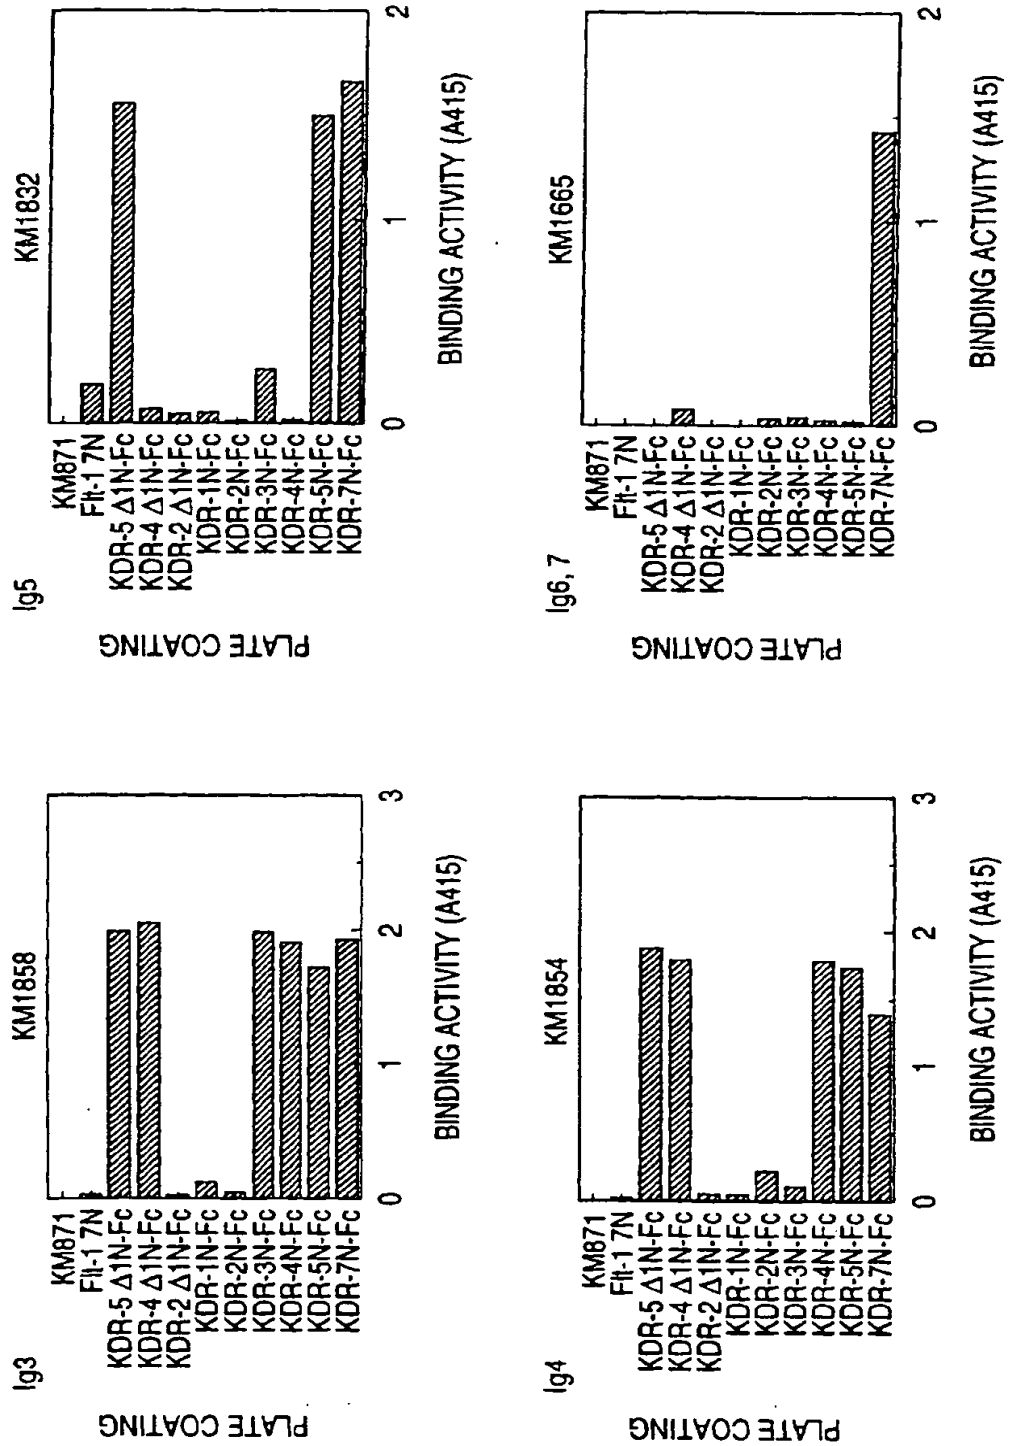 Ig3
KM1858
PLATE COATING
KM871
Flt-1 7N
KDR-5 Δ1N-Fc
KDR-4 Δ1N-Fc
KDR-2 Δ1N-Fc
KDR-1N-Fc
KDR-2N-Fc
KDR-3N-Fc
KDR-4N-Fc
KDR-5N-Fc
KDR-7N-Fc
0 1 2 3
BINDING ACTIVITY (A415)
Ig5
KM1832
PLATE COATING
KM871
Flt-1 7N
KDR-5 Δ1N-Fc
KDR-4 Δ1N-Fc
KDR-2 Δ1N-Fc
KDR-1N-Fc
KDR-2N-Fc
KDR-3N-Fc
KDR-4N-Fc
KDR-5N-Fc
KDR-7N-Fc
0 1 2
BINDING ACTIVITY (A415)
Ig4
KM1854
PLATE COATING
KM871
Flt-1 7N
KDR-5 Δ1N-Fc
KDR-4 Δ1N-Fc
KDR-2 Δ1N-Fc
KDR-1N-Fc
KDR-2N-Fc
KDR-3N-Fc
KDR-4N-Fc
KDR-5N-Fc
KDR-7N-Fc
0 1 2 3
BINDING ACTIVITY (A415)
Ig6, 7
KM1665
PLATE COATING
KM871
Flt-1 7N
KDR-5 Δ1N-Fc
KDR-4 Δ1N-Fc
KDR-2 Δ1N-Fc
KDR-1N-Fc
KDR-2N-Fc
KDR-3N-Fc
KDR-4N-Fc
KDR-5N-Fc
KDR-7N-Fc
0 1 2
BINDING ACTIVITY (A415)